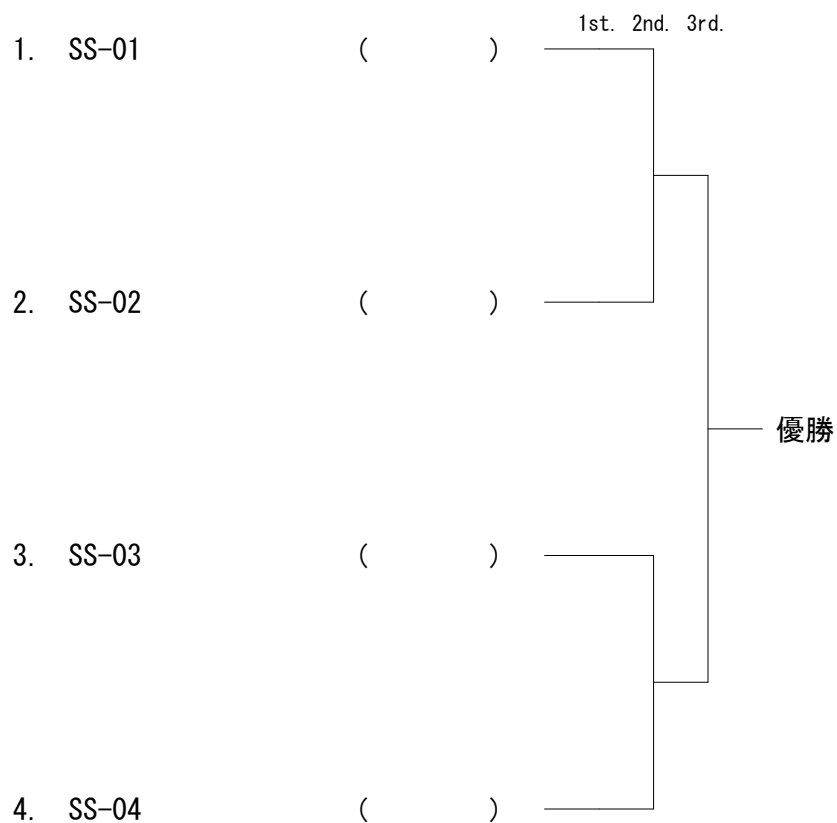 1st. 2nd. 3rd.
1. SS-01 ( )
2. SS-02 ( )
優勝
3. SS-03 ( )
4. SS-04 ( )